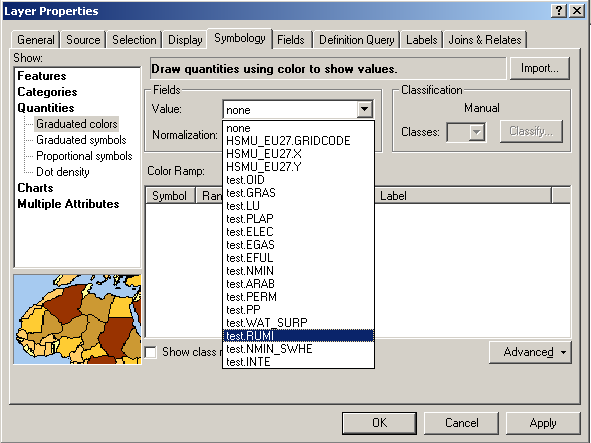 Layer Properties
General Source Selection Display Symbology Fields Definition Query Labels Joins & Relates
Show:
Features
Categories
Quantities
Graduated colors
Graduated symbols
Proportional symbols
Dot density
Charts
Multiple Attributes
Draw quantities using color to show values.
Import...
Fields
Value:
none
Normalization:
none
HSMU_EU27.GRIDCODE
HSMU_EU27.X
HSMU_EU27.Y
test.OID
test.GRAS
test.LU
test.PLAP
test.ELEC
test.EGAS
test.EFUL
test.NMIN
test.ARAB
test.PERM
test.PP
test.WAT_SURP
test.RUMI
test.NMIN_SWHE
test.INTE
Classification
Manual
Classes:
Classify...
Color Ramp:
Symbol Ran Label
Show class r
Advanced
OK Cancel Apply